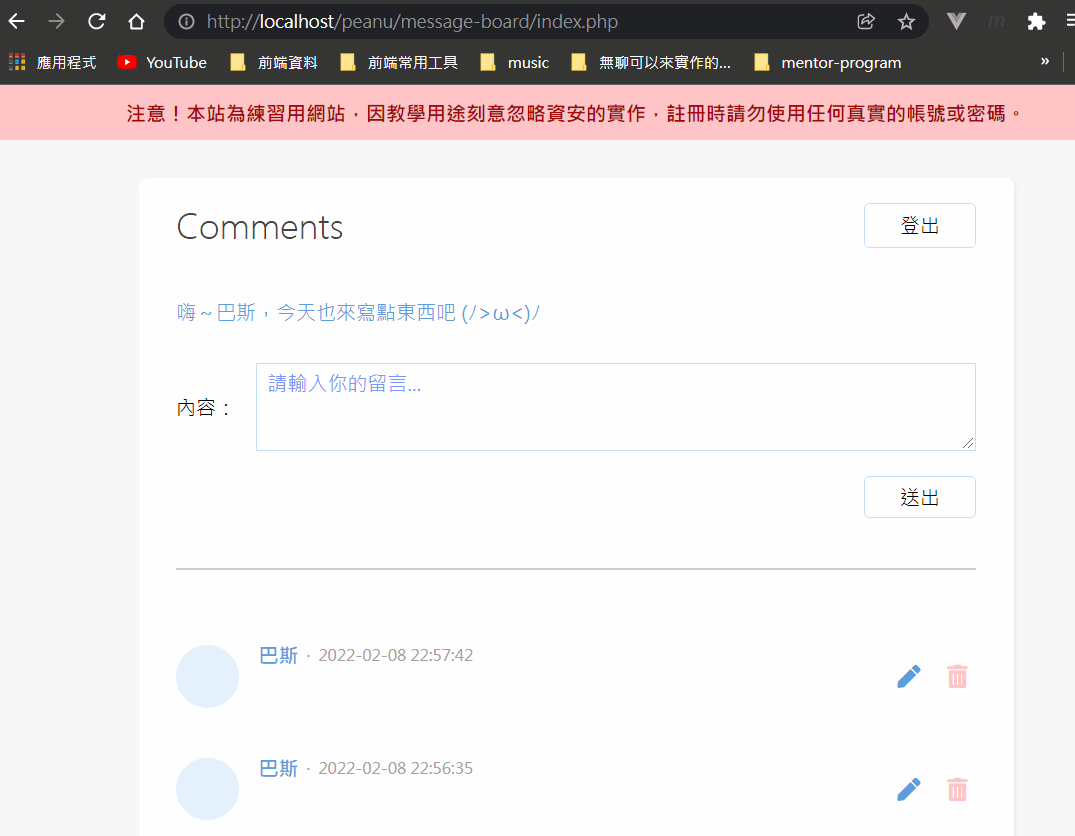 http://localhost/peanu/message-board/index.php
應用程式 YouTube 前端資料 前端常用工具 music 無聊可以來實作的... mentor-program »
注意！本站為練習用網站，因教學用途刻意忽略資安的實作，註冊時請勿使用任何真實的帳號或密碼。
Comments 登出
嗨～巴斯，今天也來寫點東西吧 (/>ω<)/
內容： 請輸入你的留言...
送出
巴斯 · 2022-02-08 22:57:42
巴斯 · 2022-02-08 22:56:35